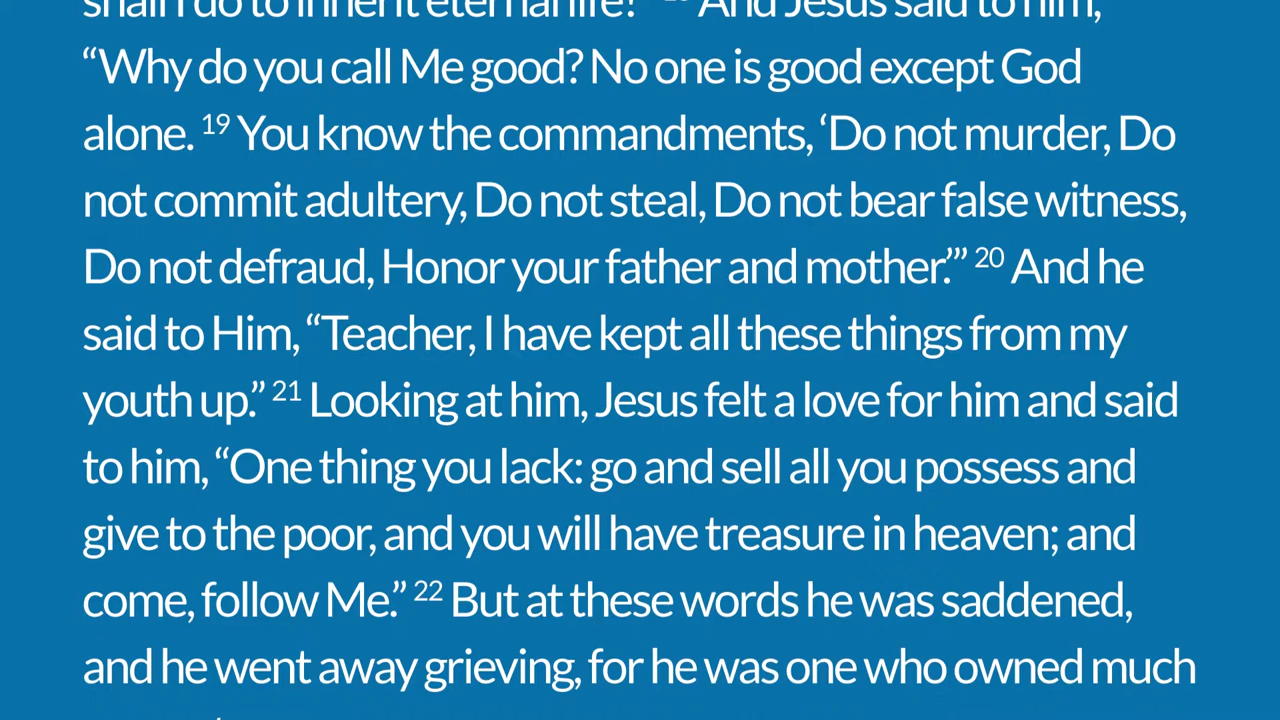 shall I do to inherit eternal life?” 18 And Jesus said to him,
“Why do you call Me good? No one is good except God
alone. 19 You know the commandments, ‘Do not murder, Do
not commit adultery, Do not steal, Do not bear false witness,
Do not defraud, Honor your father and mother.’” 20 And he
said to Him, “Teacher, I have kept all these things from my
youth up.” 21 Looking at him, Jesus felt a love for him and said
to him, “One thing you lack: go and sell all you possess and
give to the poor, and you will have treasure in heaven; and
come, follow Me.” 22 But at these words he was saddened,
and he went away grieving, for he was one who owned much